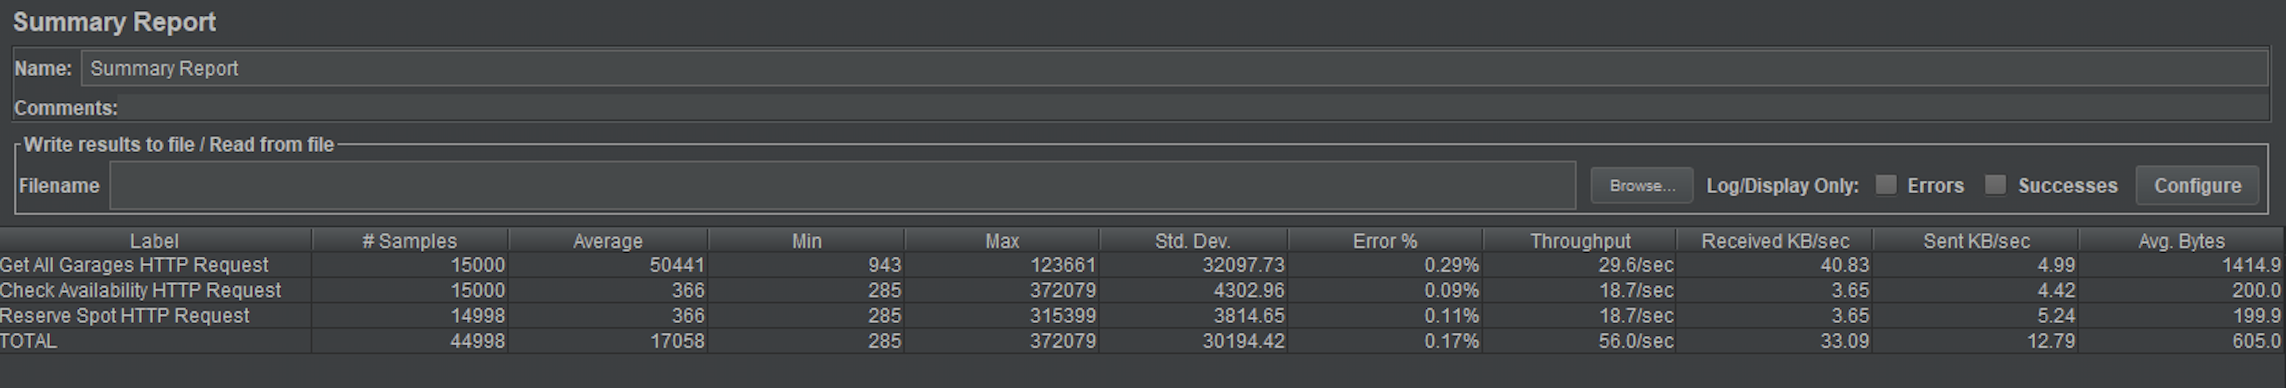 Summary Report
Name: Summary Report
Comments:
Write results to file / Read from file
Filename Browse... Log/Display Only: Errors Successes Configure
Label # Samples Average Min Max Std. Dev. Error % Throughput Received KB/sec Sent KB/sec Avg. Bytes
Get All Garages HTTP Request 15000 50441 943 123661 32097.73 0.29% 29.6/sec 40.83 4.99 1414.9
Check Availability HTTP Request 15000 366 285 372079 4302.96 0.09% 18.7/sec 3.65 4.42 200.0
Reserve Spot HTTP Request 14998 366 285 315399 3814.65 0.11% 18.7/sec 3.65 5.24 199.9
TOTAL 44998 17058 285 372079 30194.42 0.17% 56.0/sec 33.09 12.79 605.0